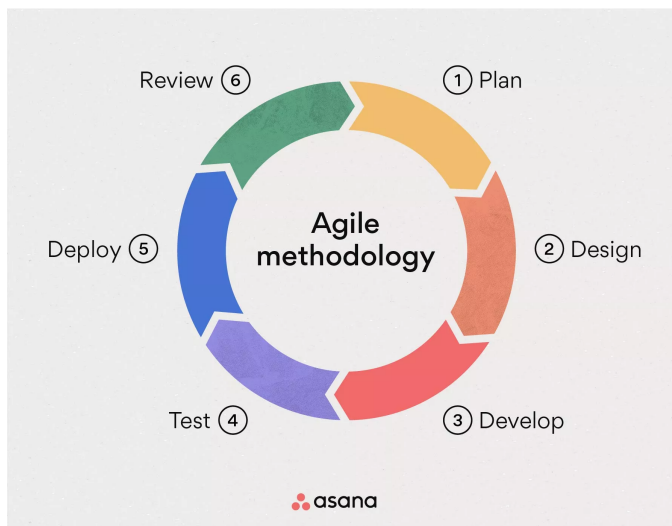 Agile
methodology
1 Plan
2 Design
3 Develop
Test 4
Deploy 5
Review 6
asana